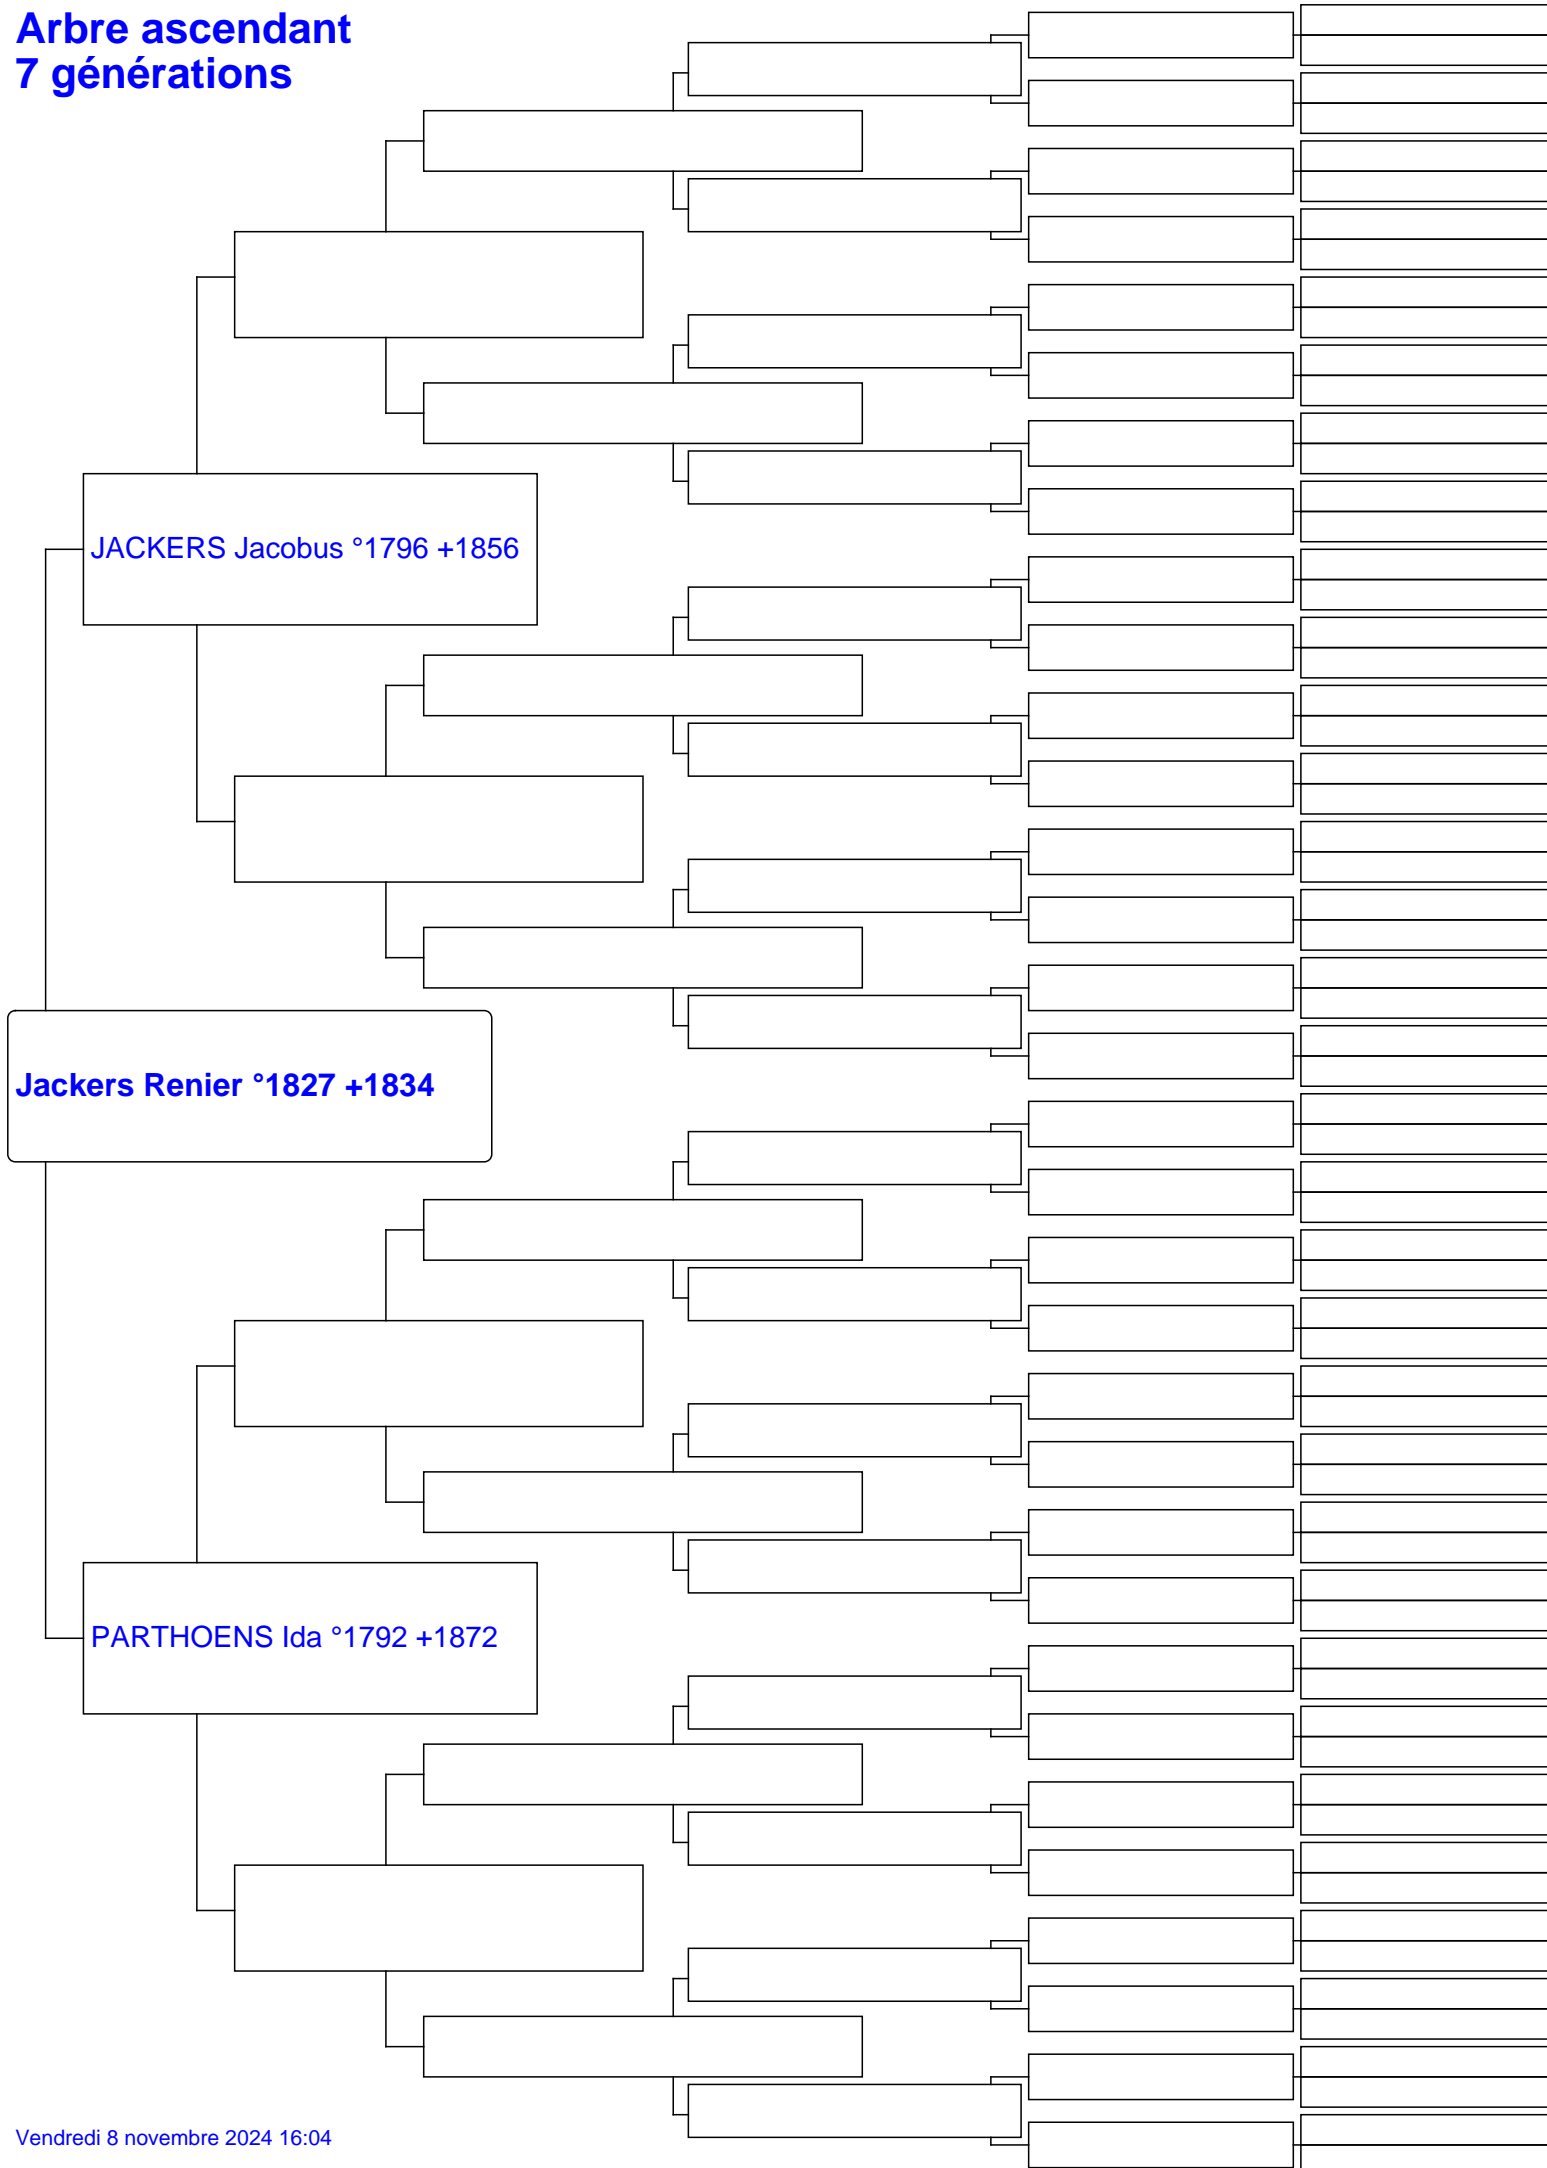 Arbre ascendant
7 générations
JACKERS Jacobus °1796 +1856
Jackers Renier °1827 +1834
PARTHOENS Ida °1792 +1872
Vendredi 8 novembre 2024 16:04